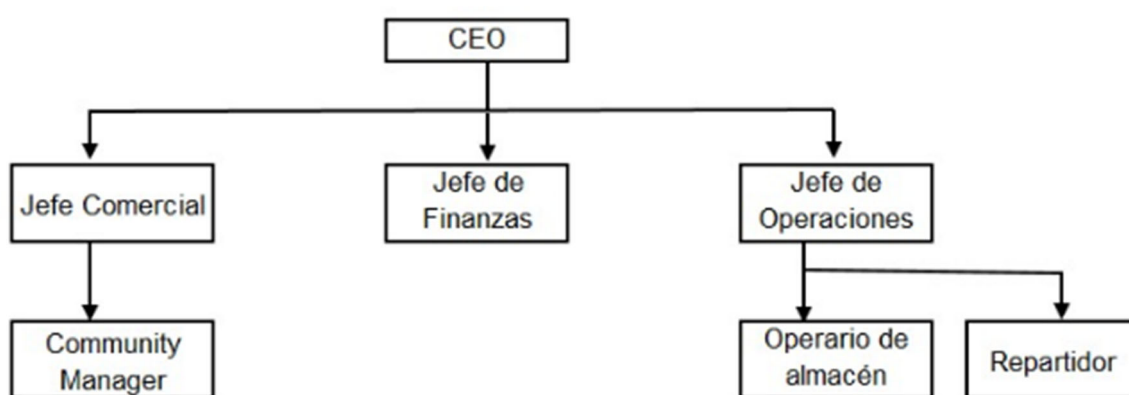 CEO
Jefe Comercial
Jefe de
Finanzas
Jefe de
Operaciones
Community
Manager
Operario de
almacén
Repartidor